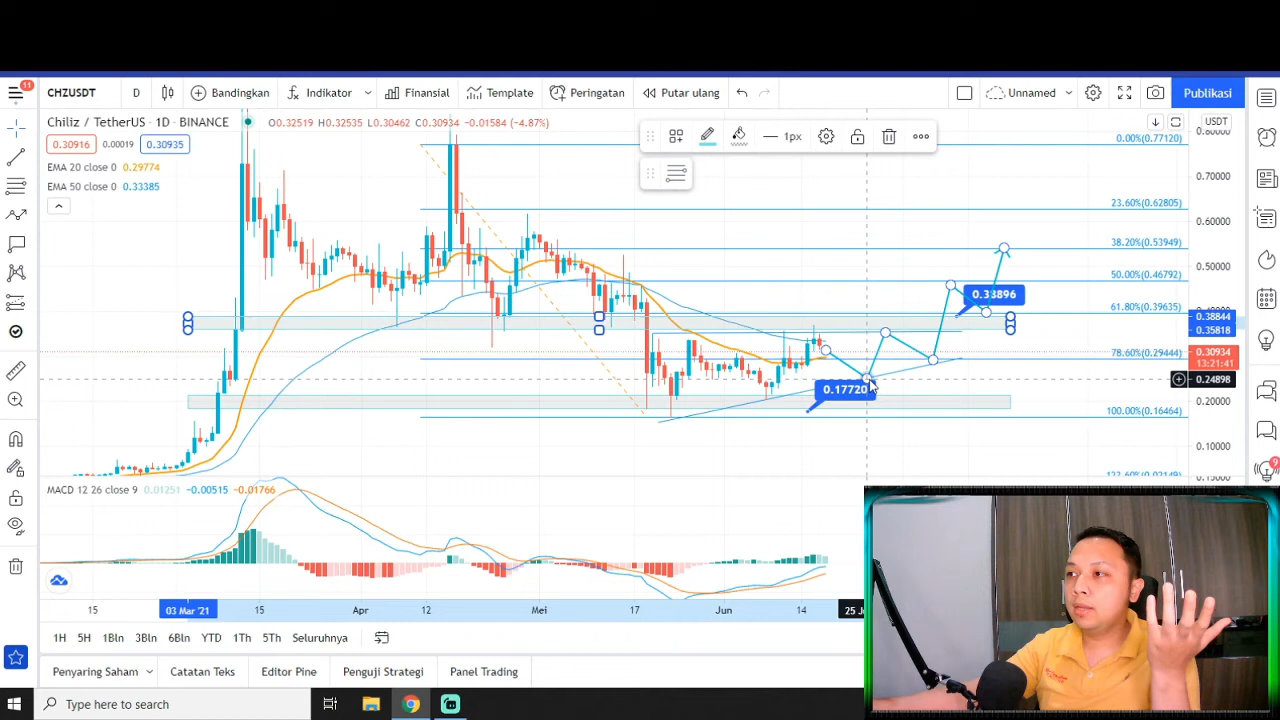 11
CHZUSDT
D
Bandingkan
Indikator
Finansial
Template
Peringatan
Putar ulang
Unnamed
Publikasi
Chiliz / TetherUS · 1D · BINANCE
O0.32519 H0.32535 L0.30462 B0.30934 -0.01584 (-4.87%)
0.30916
0.00019
0.30935
EMA 20 close 0 0.29774
EMA 50 close 0 0.33385
1px
USDT
0.80000
0.70000
0.60000
0.50000
0.20000
0.10000
0.00%(0.77120)
23.60%(0.62805)
38.20%(0.53949)
50.00%(0.46792)
61.80%(0.39635)
78.60%(0.29444)
100.00%(0.16464)
0.38844
0.35818
0.30934
13:21:41
0.24898
0.33896
0.17720
MACD 12 26 close 9 0.01251 -0.00515 -0.01766
15
03 Mar '21
15
Apr
12
Mei
17
Jun
14
1H
5H
1Bln
3Bln
6Bln
YTD
1Th
5Th
Seluruhnya
Penyaring Saham
Catatan Teks
Editor Pine
Penguji Strategi
Panel Trading
9
Type here to search